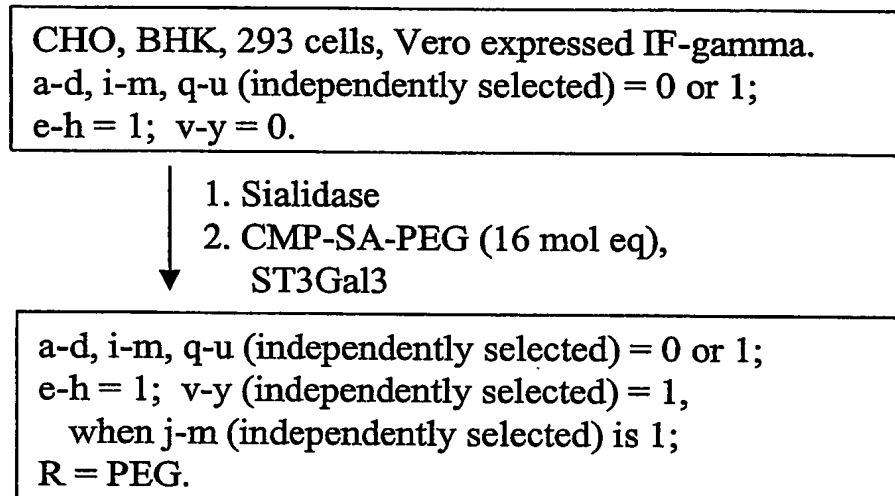 CHO, BHK, 293 cells, Vero expressed IF-gamma.
a-d, i-m, q-u (independently selected) = 0 or 1;
e-h = 1; v-y = 0.
1. Sialidase
2. CMP-SA-PEG (16 mol eq),
ST3Gal3
a-d, i-m, q-u (independently selected) = 0 or 1;
e-h = 1; v-y (independently selected) = 1,
when j-m (independently selected) is 1;
R = PEG.